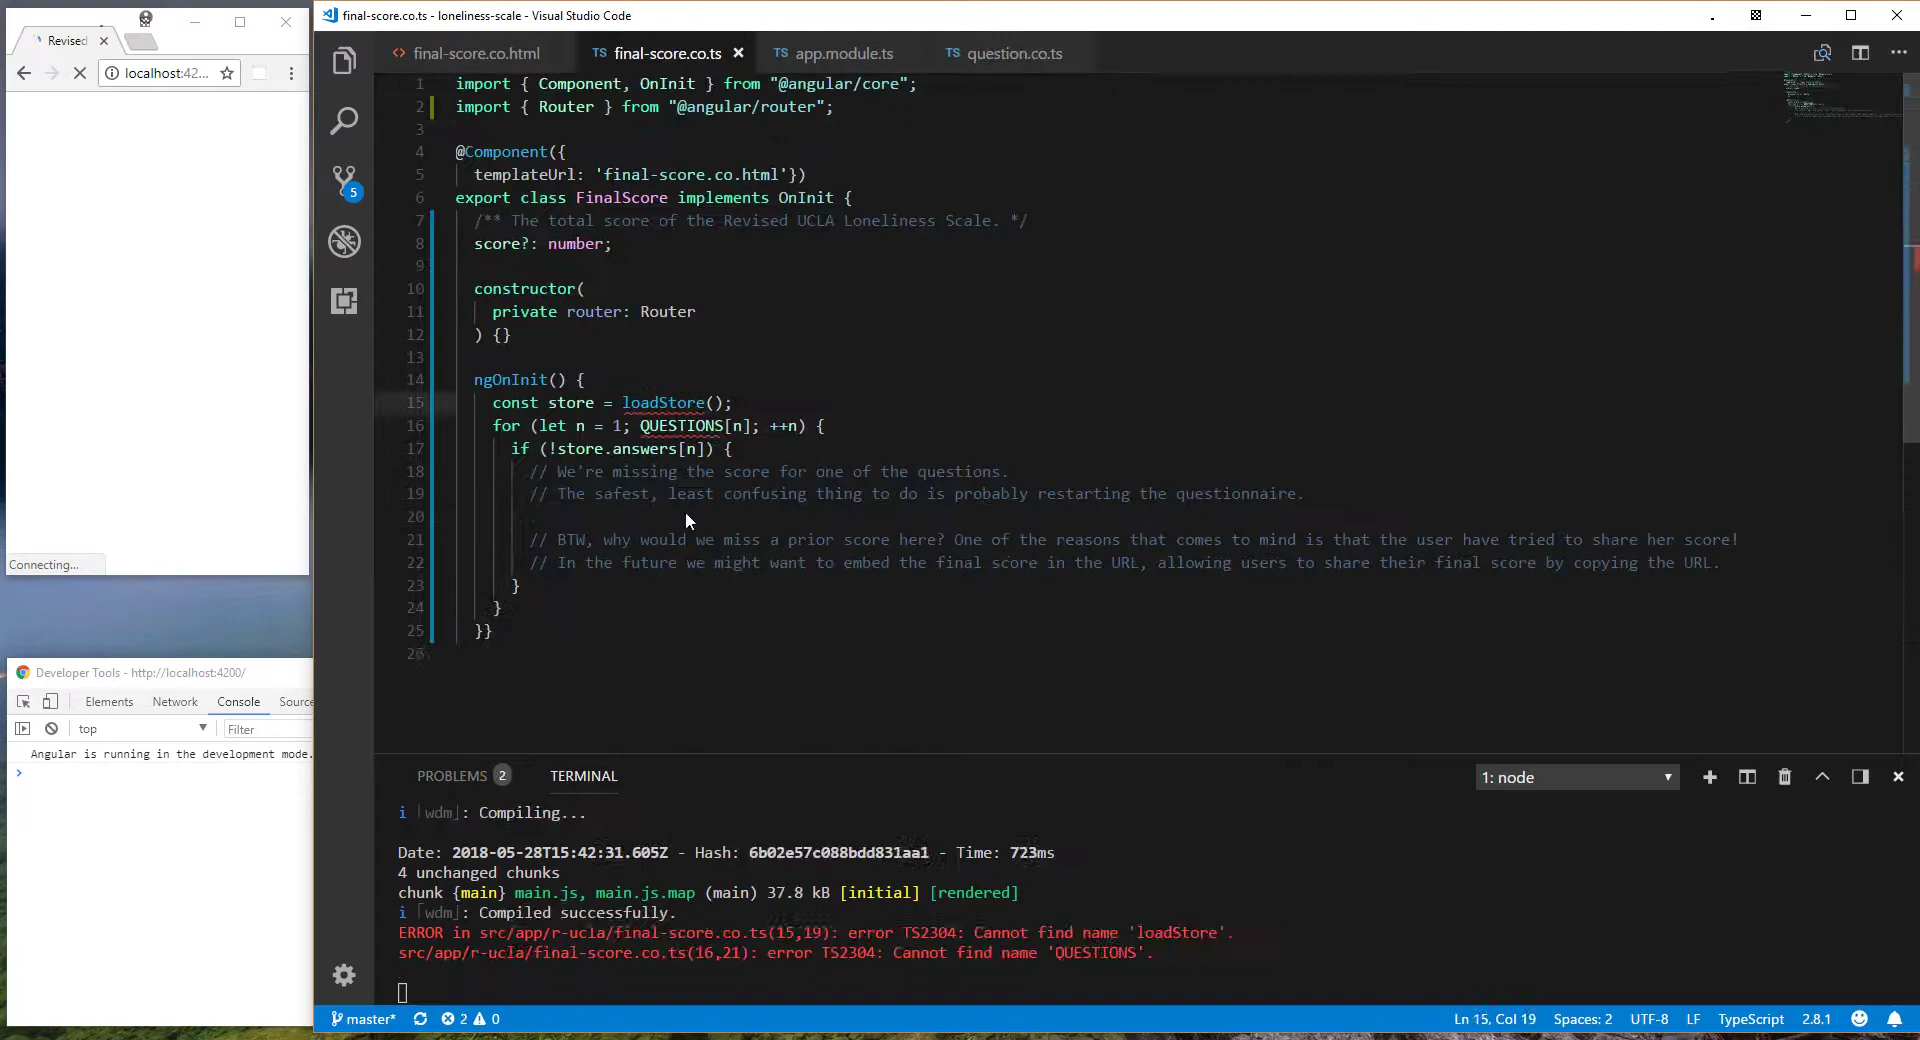 final-score.co.ts - loneliness-scale - Visual Studio Code
Revised
localhost:42...
Connecting...
final-score.co.html
TS final-score.co.ts
TS app.module.ts
TS question.co.ts
5
1 import { Component, OnInit } from "@angular/core";
2 import { Router } from "@angular/router";
3
4 @Component({
5 templateUrl: 'final-score.co.html'})
6 export class FinalScore implements OnInit {
7 /** The total score of the Revised UCLA Loneliness Scale. */
8 score?: number;
9
10 constructor(
11 private router: Router
12 ) {}
13
14 ngOnInit() {
15 const store = loadStore();
16 for (let n = 1; QUESTIONS[n]; ++n) {
17 if (!store.answers[n]) {
18 // We're missing the score for one of the questions.
19 // The safest, least confusing thing to do is probably restarting the questionnaire.
20
21 // BTW, why would we miss a prior score here? One of the reasons that comes to mind is that the user have tried to share her score!
22 // In the future we might want to embed the final score in the URL, allowing users to share their final score by copying the URL.
23 }
24 }
25 }}
26
Developer Tools - http://localhost:4200/
Elements Network Console Sourc
top Filter
Angular is running in the development mode.
>
PROBLEMS 2 TERMINAL
1: node
i ｢wdm｣: Compiling...
Date: 2018-05-28T15:42:31.605Z - Hash: 6b02e57c088bdd831aa1 - Time: 723ms
4 unchanged chunks
chunk {main} main.js, main.js.map (main) 37.8 kB [initial] [rendered]
i ｢wdm｣: Compiled successfully.
ERROR in src/app/r-ucla/final-score.co.ts(15,19): error TS2304: Cannot find name 'loadStore'.
src/app/r-ucla/final-score.co.ts(16,21): error TS2304: Cannot find name 'QUESTIONS'.
master* 2 0
Ln 15, Col 19 Spaces: 2 UTF-8 LF TypeScript 2.8.1